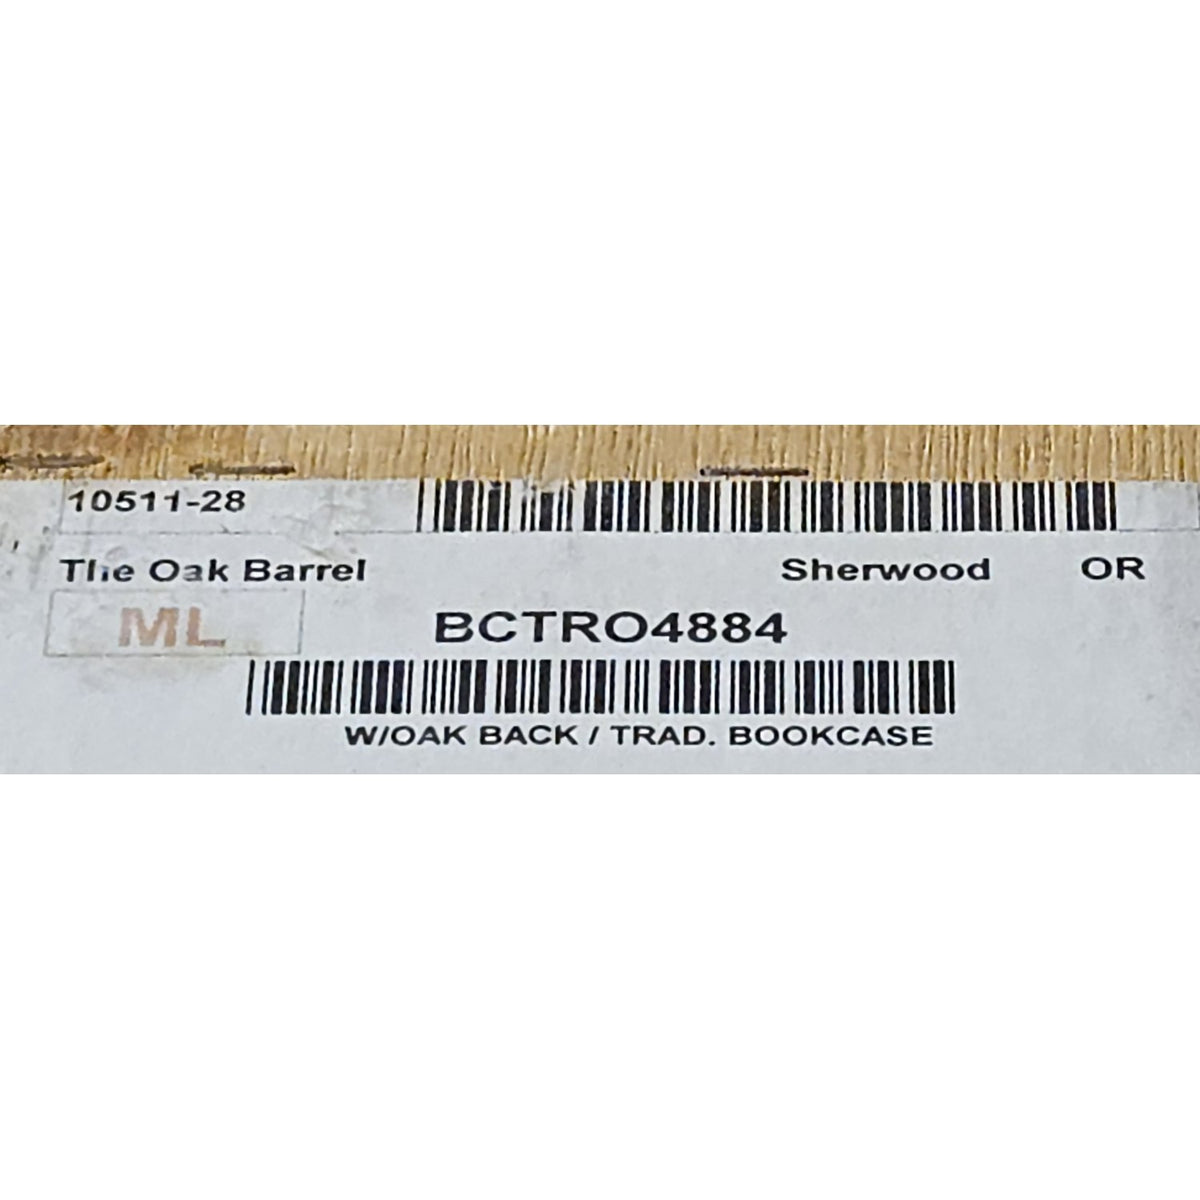 10511-28
The Oak Barrel Sherwood OR
ML BCTRO4884
W/OAK BACK / TRAD. BOOKCASE